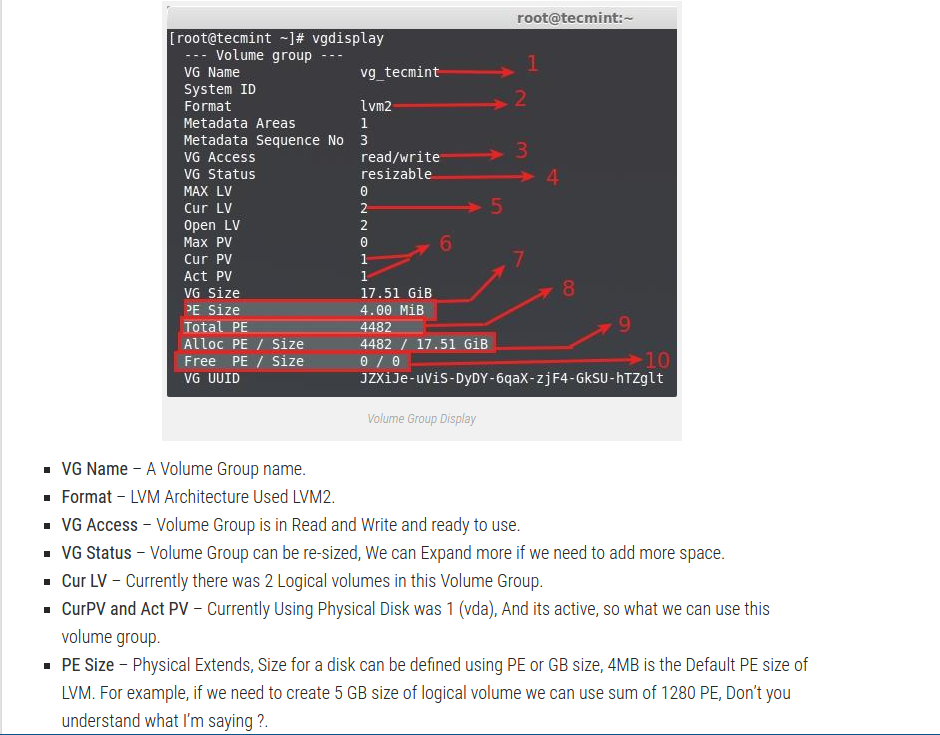 root@tecmint:~
[root@tecmint ~]# vgdisplay
--- Volume group ---
VG Name vg_tecmint 1
System ID
Format lvm2 2
Metadata Areas 1
Metadata Sequence No 3
VG Access read/write 3
VG Status resizable 4
MAX LV 0
Cur LV 2 5
Open LV 2
Max PV 0 6
Cur PV 1 7
Act PV 1
VG Size 17.51 GiB 8
PE Size 4.00 MiB
Total PE 4482 9
Alloc PE / Size 4482 / 17.51 GiB
Free PE / Size 0 / 0 10
VG UUID JZXiJe-uViS-DyDY-6qaX-zjF4-GkSU-hTZglt
Volume Group Display
▪ VG Name – A Volume Group name.
▪ Format – LVM Architecture Used LVM2.
▪ VG Access – Volume Group is in Read and Write and ready to use.
▪ VG Status – Volume Group can be re-sized, We can Expand more if we need to add more space.
▪ Cur LV – Currently there was 2 Logical volumes in this Volume Group.
▪ CurPV and Act PV – Currently Using Physical Disk was 1 (vda), And its active, so what we can use this
volume group.
▪ PE Size – Physical Extends, Size for a disk can be defined using PE or GB size, 4MB is the Default PE size of
LVM. For example, if we need to create 5 GB size of logical volume we can use sum of 1280 PE, Don’t you
understand what I’m saying ?.